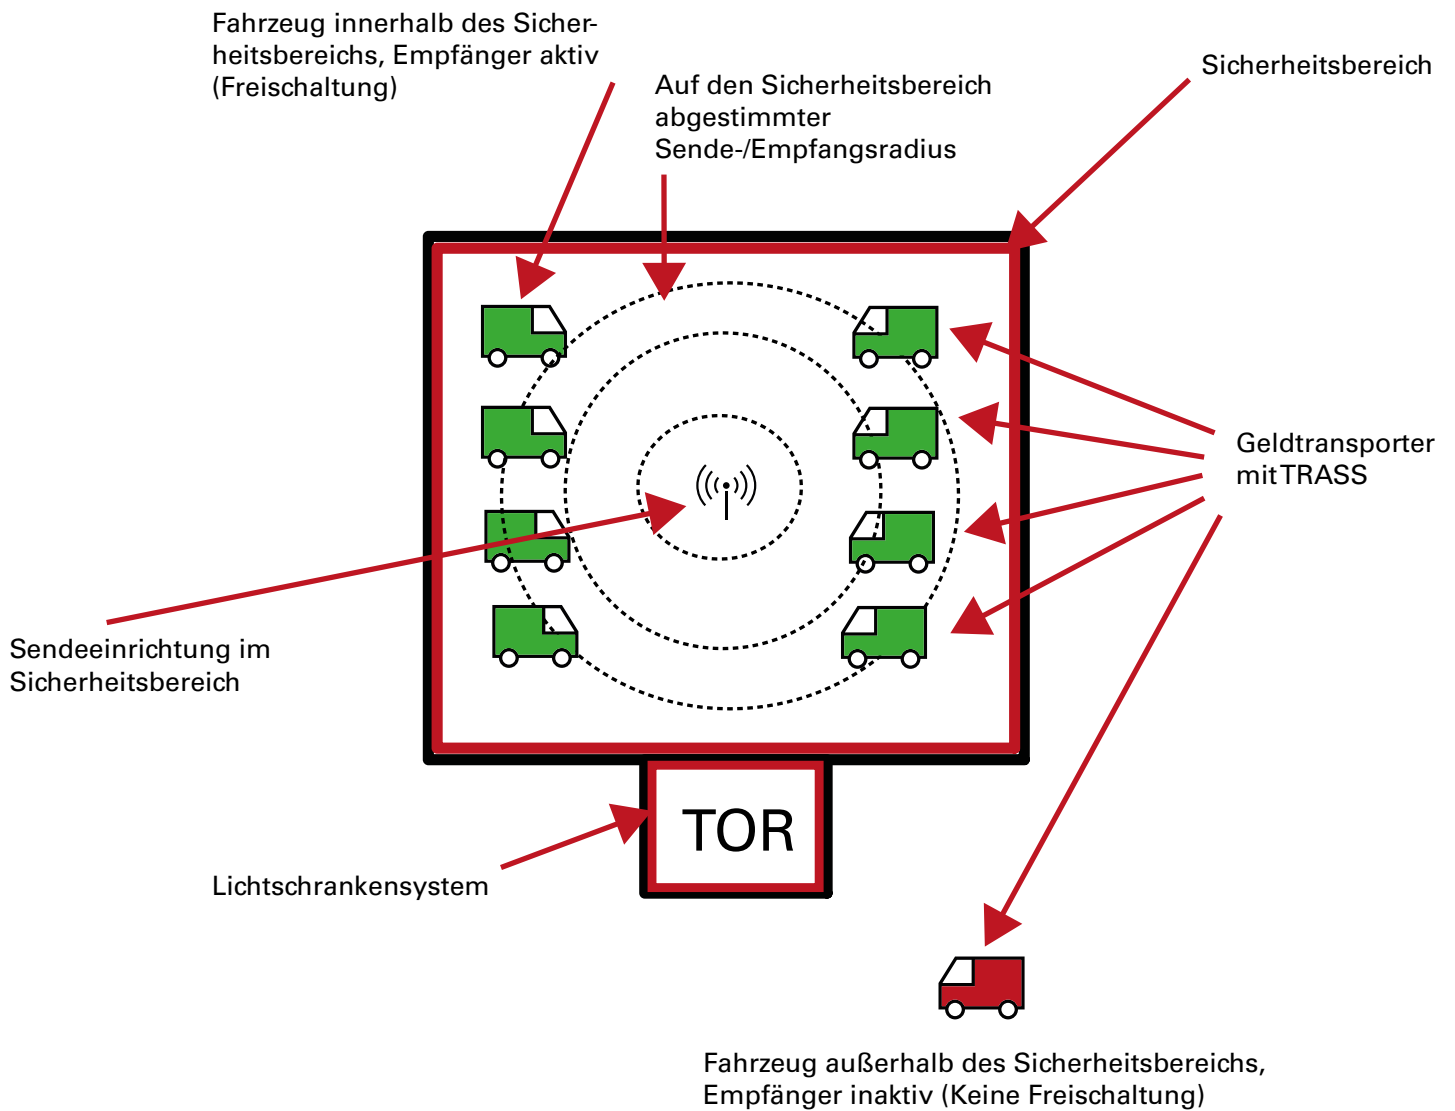 Fahrzeug innerhalb des Sicher-
heitsbereichs, Empfänger aktiv
(Freischaltung)
Auf den Sicherheitsbereich
abgestimmter
Sende-/Empfangsradius
Sicherheitsbereich
Geldtransporter
mit TRASS
Sendeeinrichtung im
Sicherheitsbereich
TOR
Lichtschrankensystem
Fahrzeug außerhalb des Sicherheitsbereichs,
Empfänger inaktiv (Keine Freischaltung)